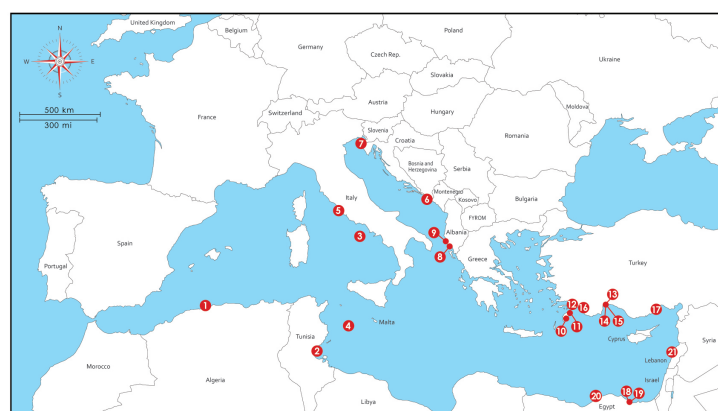 United Kingdom
Belgium
Poland
Germany
Ukraine
N
W
E
S
Czech Rep.
Slovakia
500 km
300 mi
France
Switzerland
Austria
Hungary
Moldova
Slovenia
Croatia
Romania
7
Bosnia and
Herzegovina
Serbia
Italy
6
Montenegro
Kosovo
Bulgaria
5
3
9
8
Albania
FYROM
Portugal
Spain
Greece
Turkey
1
4
Malta
12
16
13
17
10
11
14
15
Tunisia
2
Cyprus
21
Syria
Lebanon
Morocco
Algeria
Libya
Israel
20
18
19
Egypt